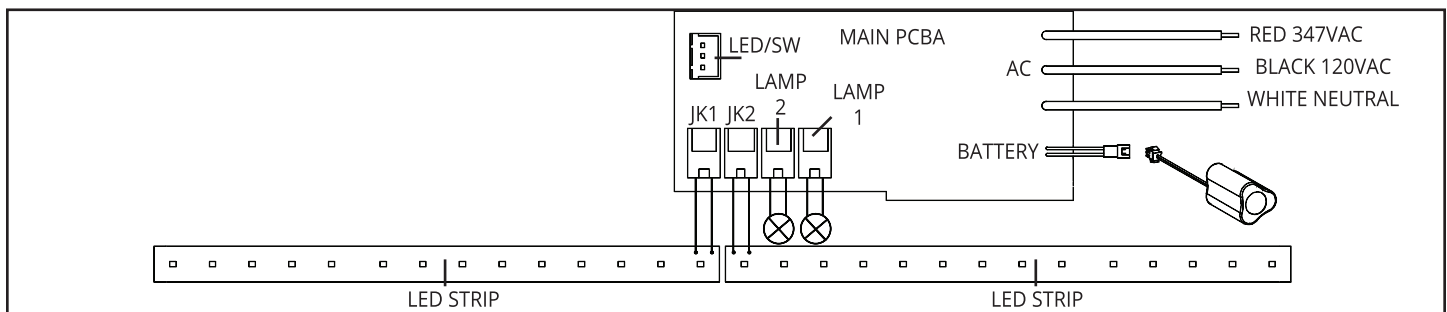 LED/SW
MAIN PCBA
RED 347VAC
AC
BLACK 120VAC
WHITE NEUTRAL
LAMP
2
LAMP
1
JK1
JK2
BATTERY
LED STRIP
LED STRIP